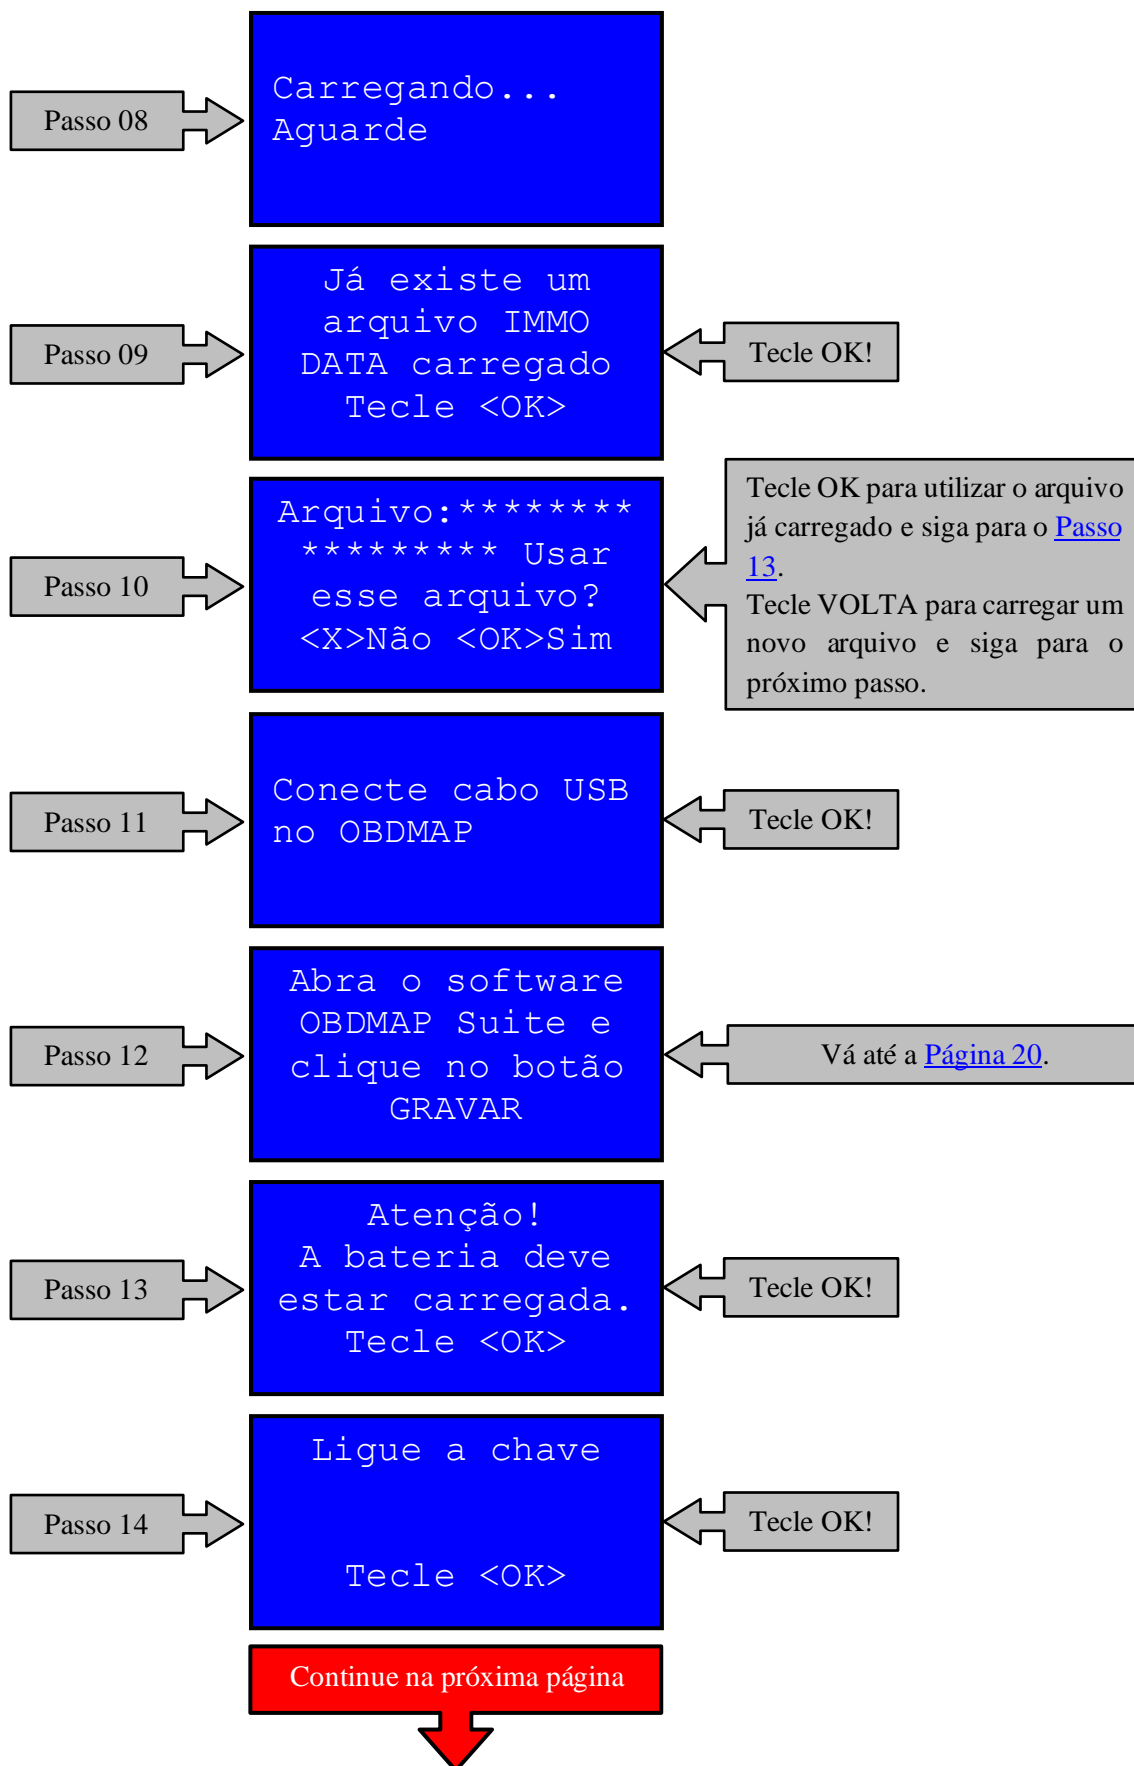 Passo 08
Carregando...
Aguarde
Passo 09
Já existe um
arquivo IMMO
DATA carregado
Tecle <OK>
Tecle OK!
Passo 10
Arquivo:********
********* Usar
esse arquivo?
<X>Não <OK>Sim
Tecle OK para utilizar o arquivo
já carregado e siga para o Passo
13.
Tecle VOLTA para carregar um
novo arquivo e siga para o
próximo passo.
Passo 11
Conecte cabo USB
no OBDMAP
Tecle OK!
Passo 12
Abra o software
OBDMAP Suite e
clique no botão
GRAVAR
Vá até a Página 20.
Passo 13
Atenção!
A bateria deve
estar carregada.
Tecle <OK>
Tecle OK!
Passo 14
Ligue a chave
Tecle <OK>
Tecle OK!
Continue na próxima página